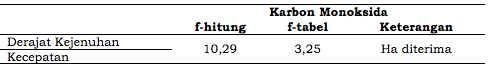 Karbon Monoksida
f-hitung f-tabel Keterangan
Derajat Kejenuhan
10,29 3,25 Ha diterima
Kecepatan